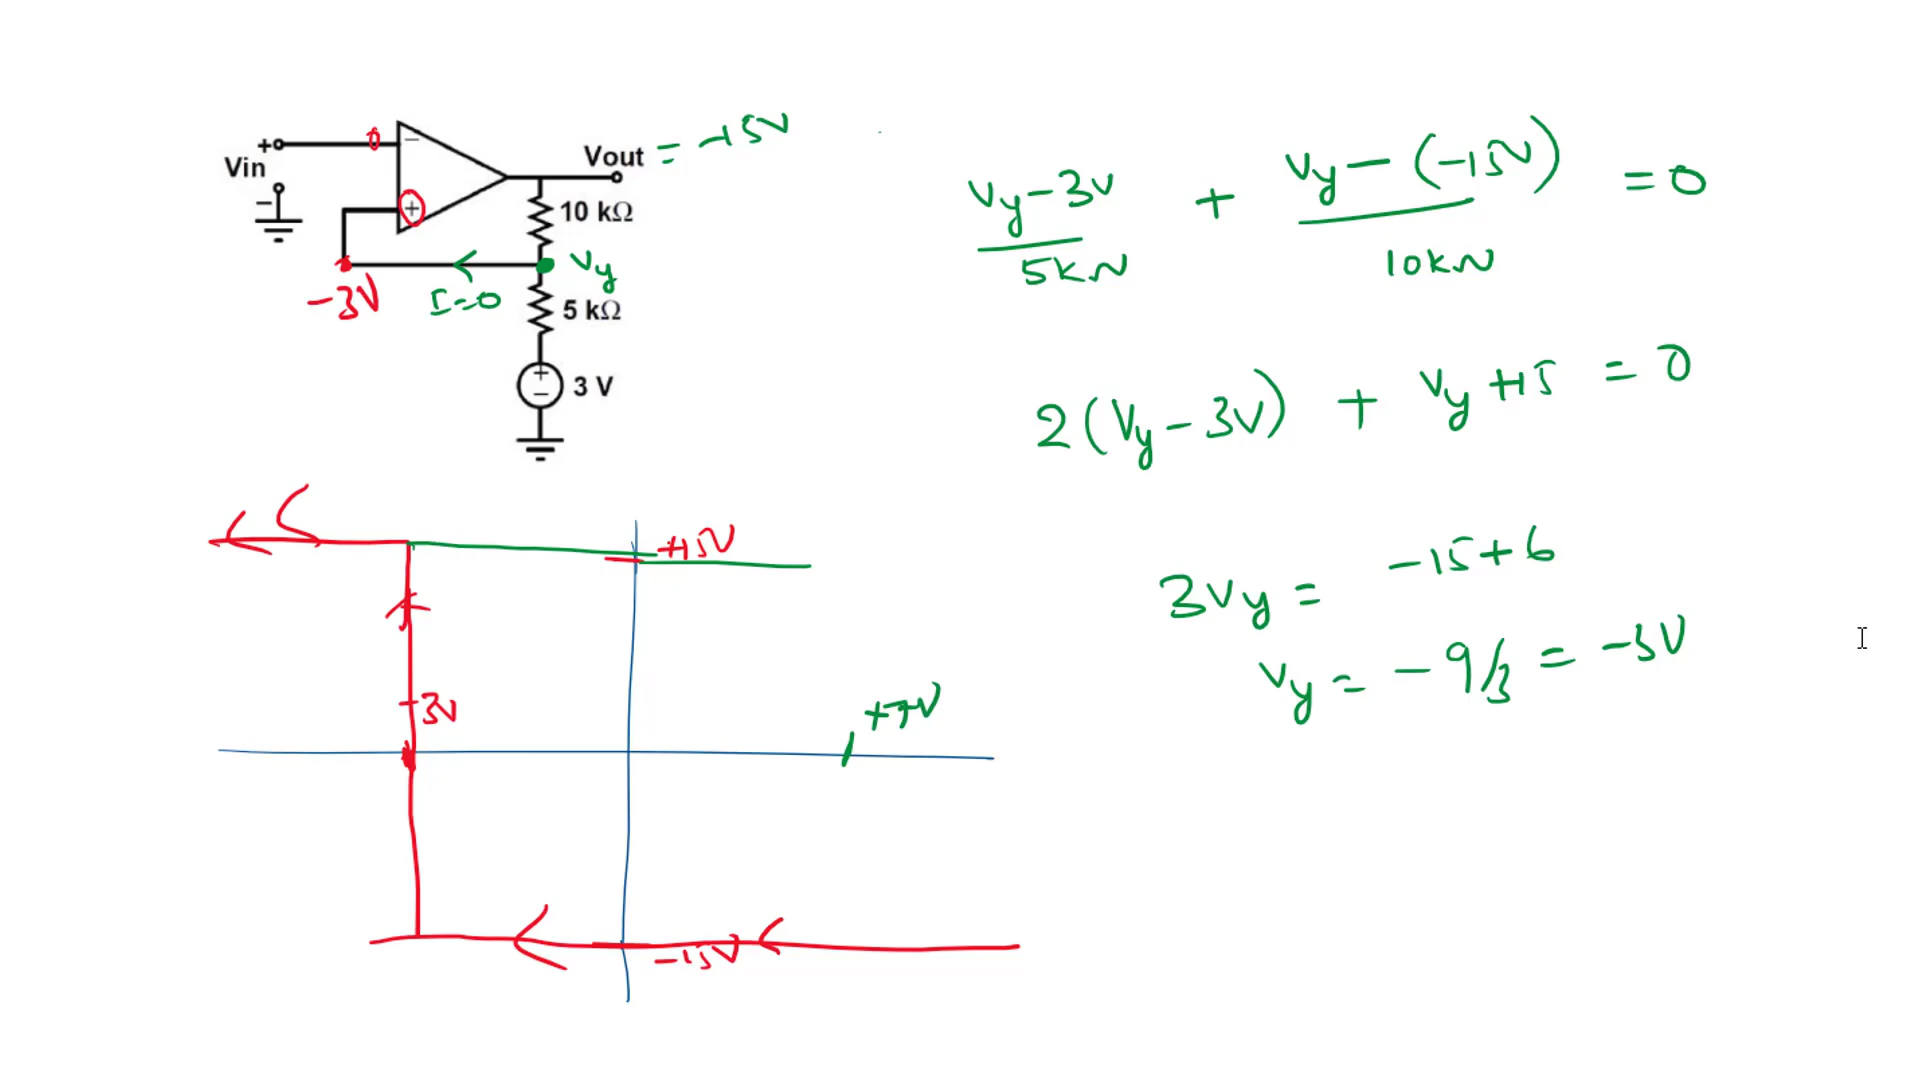 Vout = -15V
+
Vin
-
0
-
+
10 kΩ
Vy
-3V
I=0
5 kΩ
+
-
3 V
Vy-3V/5kΩ + Vy-(-15V)/10kΩ = 0
2(Vy-3V) + Vy+15 = 0
3Vy = -15+6
Vy = -9/3 = -3V
+15V
-3V
+7V
-15V